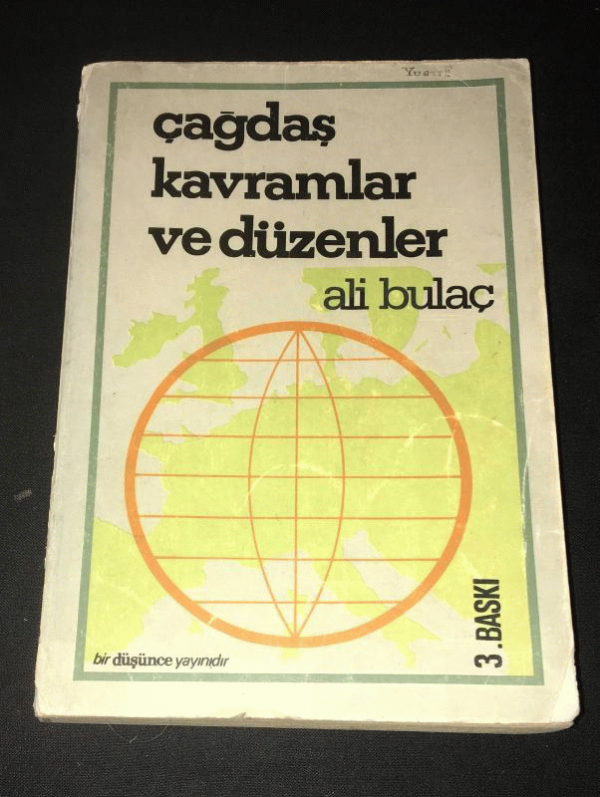 çağdaş
kavramlar
ve düzenler
ali bulaç
3.BASKI
bir düşünce yayınıdır